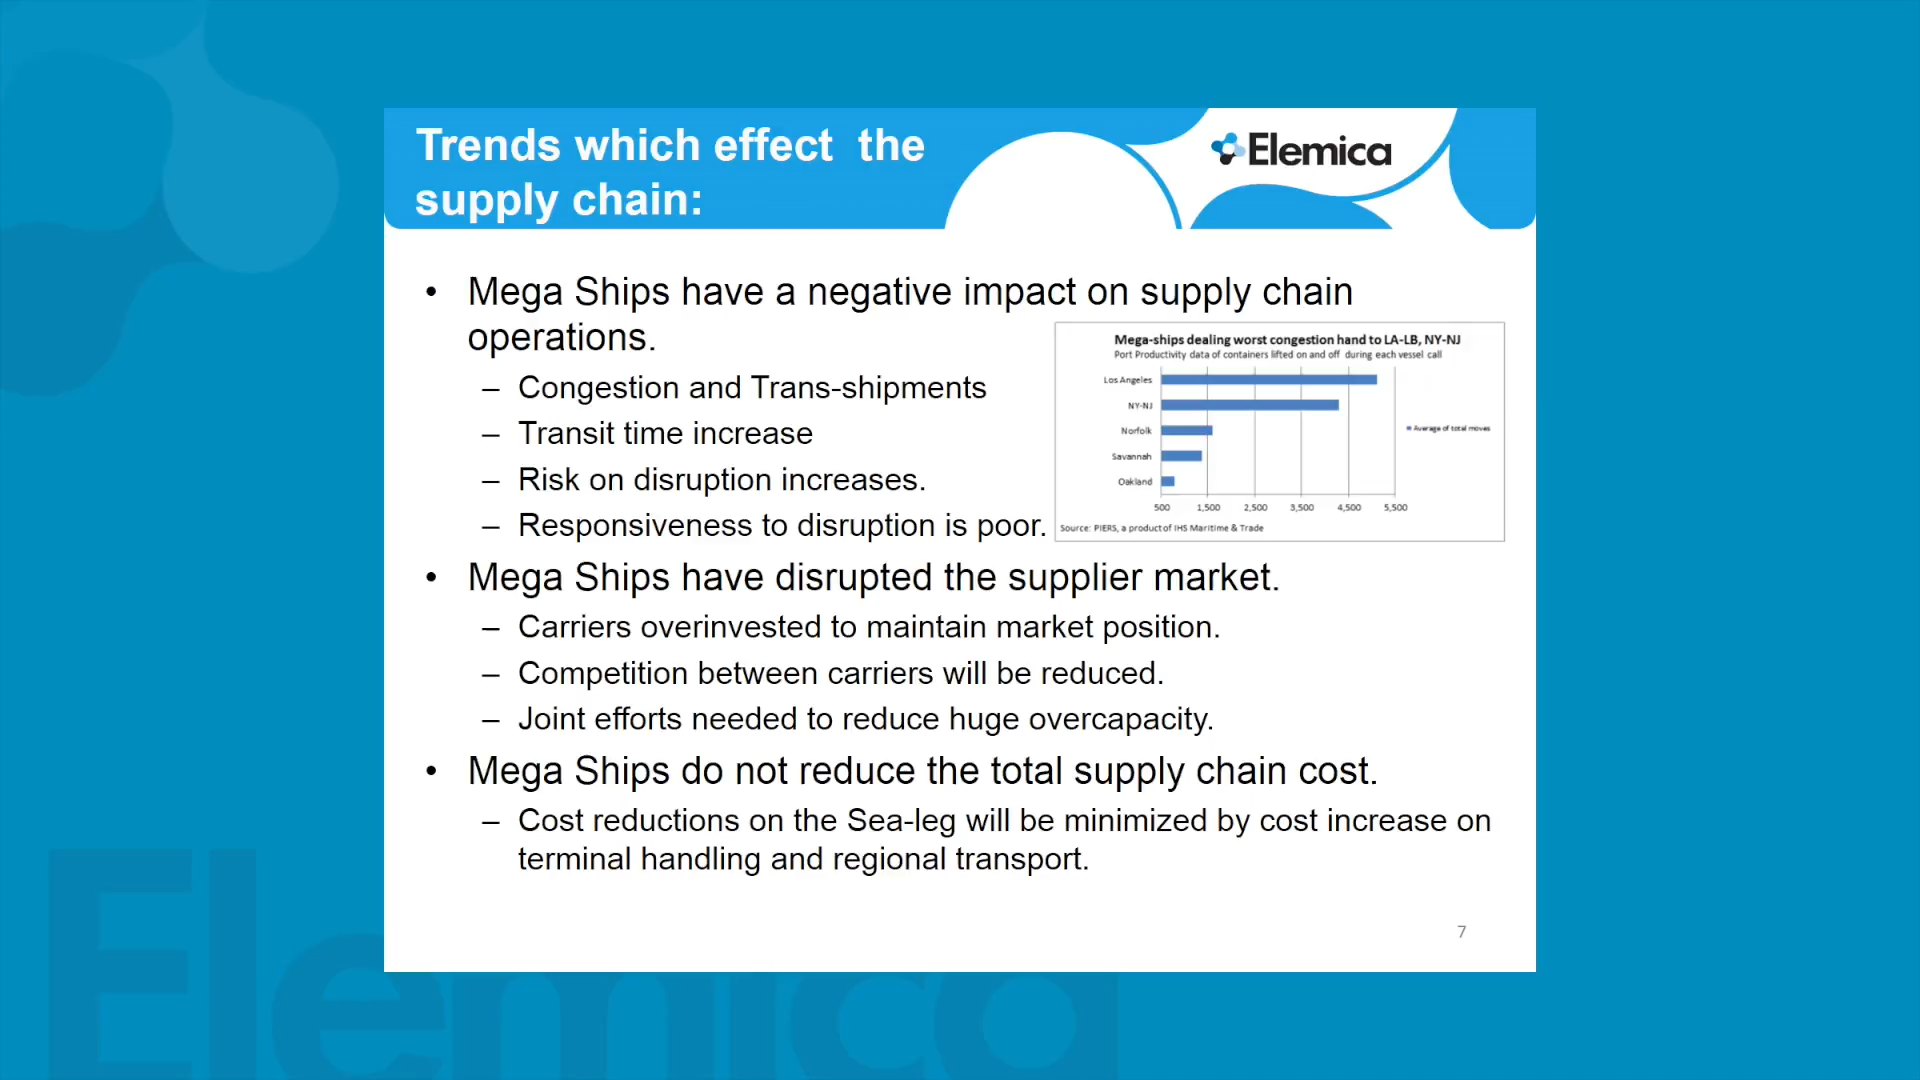 Trends which effect the
supply chain:
Elemica
• Mega Ships have a negative impact on supply chain
operations.
– Congestion and Trans-shipments
– Transit time increase
– Risk on disruption increases.
– Responsiveness to disruption is poor.
Mega-ships dealing worst congestion hand to LA-LB, NY-NJ
Port Productivity data of containers lifted on and off during each vessel call
Los Angeles
NY-NJ
Norfolk
Savannah
Oakland
Average of total moves
500 1,500 2,500 3,500 4,500 5,500
Source: PIERS, a product of IHS Maritime & Trade
• Mega Ships have disrupted the supplier market.
– Carriers overinvested to maintain market position.
– Competition between carriers will be reduced.
– Joint efforts needed to reduce huge overcapacity.
• Mega Ships do not reduce the total supply chain cost.
– Cost reductions on the Sea-leg will be minimized by cost increase on
terminal handling and regional transport.
7
Elemica